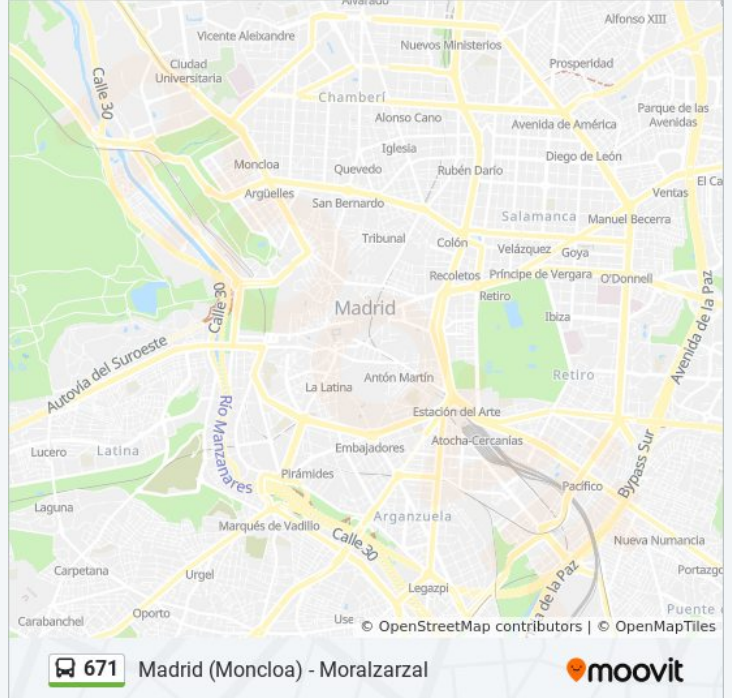 Alvarado
Alfonso XIII
Vicente Aleixandre
Nuevos Ministerios
Ciudad
Universitaria
Prosperidad
Calle 30
Chamberí
Parque de las
Avenidas
Alonso Cano
Avenida de América
Iglesia
Diego de León
Moncloa
Quevedo
Rubén Darío
El Ca
Argüelles
Ventas
San Bernardo
Salamanca
Manuel Becerra
Tribunal
Colón
Velázquez
Goya
Recoletos
Príncipe de Vergara
O'Donnell
Retiro
Calle 30
Madrid
Ibiza
Avenida de la Paz
Autovía del Suroeste
Antón Martín
Retiro
La Latina
Estación del Arte
Río Manzanares
Atocha-Cercanías
Lucero
Latina
Embajadores
Bypass Sur
Pirámides
Pacífico
Laguna
Arganzuela
Marqués de Vadillo
Calle 30
Nueva Numancia
Carpetana
Urgel
Portazgo
Legazpi
a de la Paz
Puente
Oporto
Carabanchel
Use
© OpenStreetMap contributors | © OpenMapTiles
671 Madrid (Moncloa) - Moralzarzal
moovit